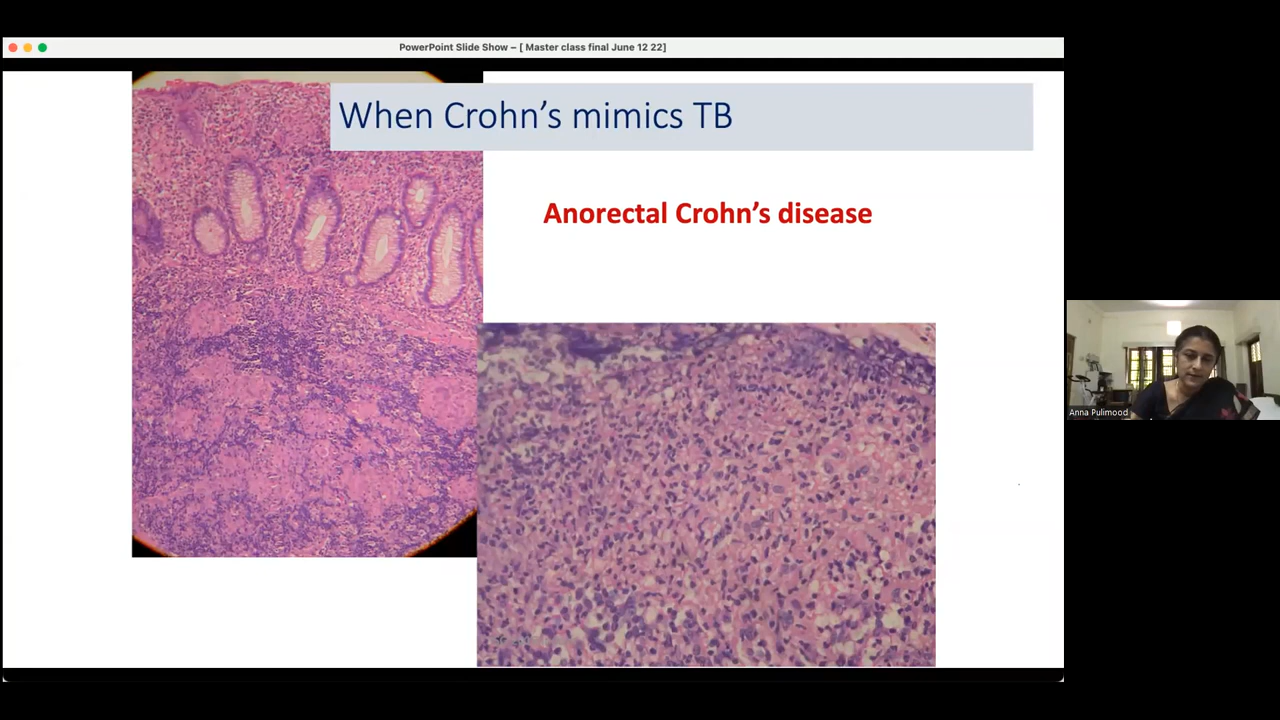 PowerPoint Slide Show – [ Master class final June 12 22]
When Crohn’s mimics TB
Anorectal Crohn’s disease
Anna Pulimood